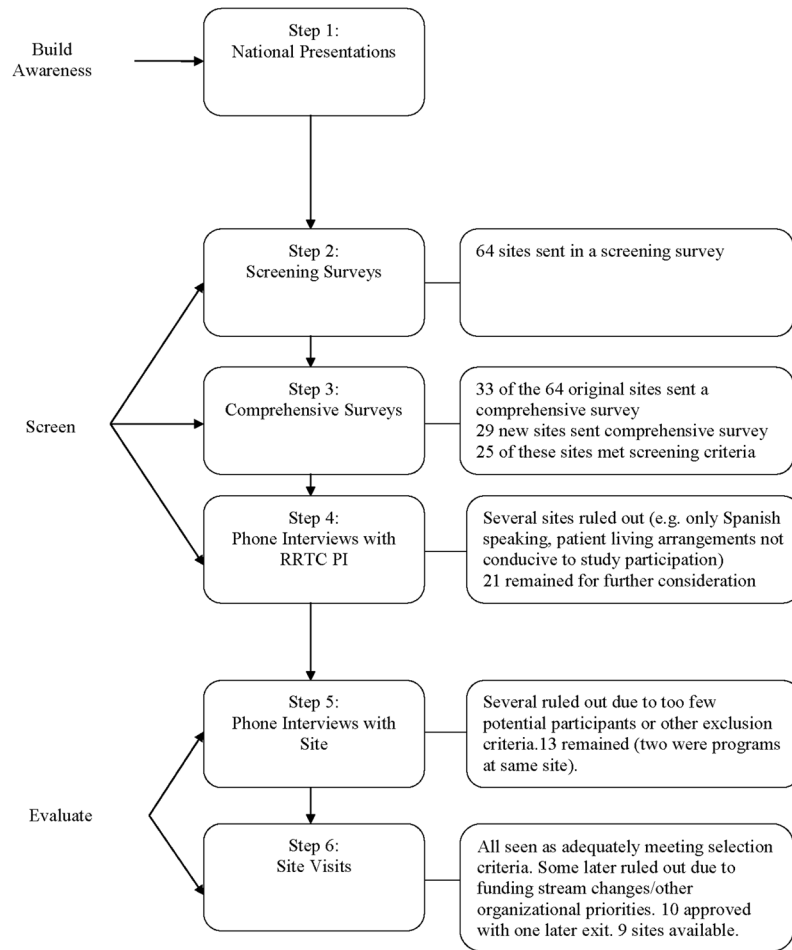 Build
Awareness
Step 1:
National Presentations
Step 2:
Screening Surveys
64 sites sent in a screening survey
Screen
Step 3:
Comprehensive Surveys
33 of the 64 original sites sent a
comprehensive survey
29 new sites sent comprehensive survey
25 of these sites met screening criteria
Step 4:
Phone Interviews with
RRTC PI
Several sites ruled out (e.g. only Spanish
speaking, patient living arrangements not
conducive to study participation)
21 remained for further consideration
Evaluate
Step 5:
Phone Interviews with
Site
Several ruled out due to too few
potential participants or other exclusion
criteria.13 remained (two were programs
at same site).
Step 6:
Site Visits
All seen as adequately meeting selection
criteria. Some later ruled out due to
funding stream changes/other
organizational priorities. 10 approved
with one later exit. 9 sites available.